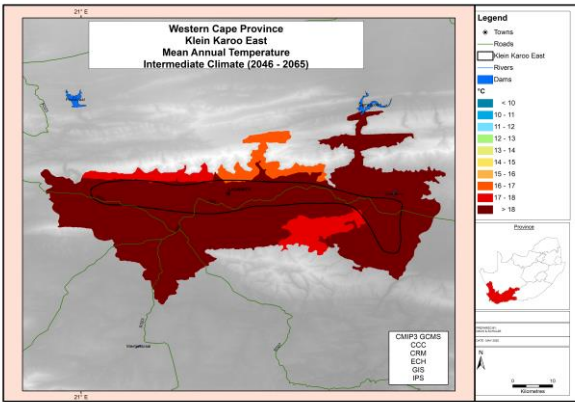 21° E
Western Cape Province
Klein Karoo East
Mean Annual Temperature
Intermediate Climate (2046 - 2065)
CMIP3 GCMS
CCC
CRM
ECH
GIS
IPS
21° E
Legend
Towns
Roads
Klein Karoo East
Rivers
Dams
°C
< 10
10 - 11
11 - 12
12 - 13
13 - 14
14 - 15
15 - 16
16 - 17
17 - 18
> 18
Province
N
0 10
Kilometres